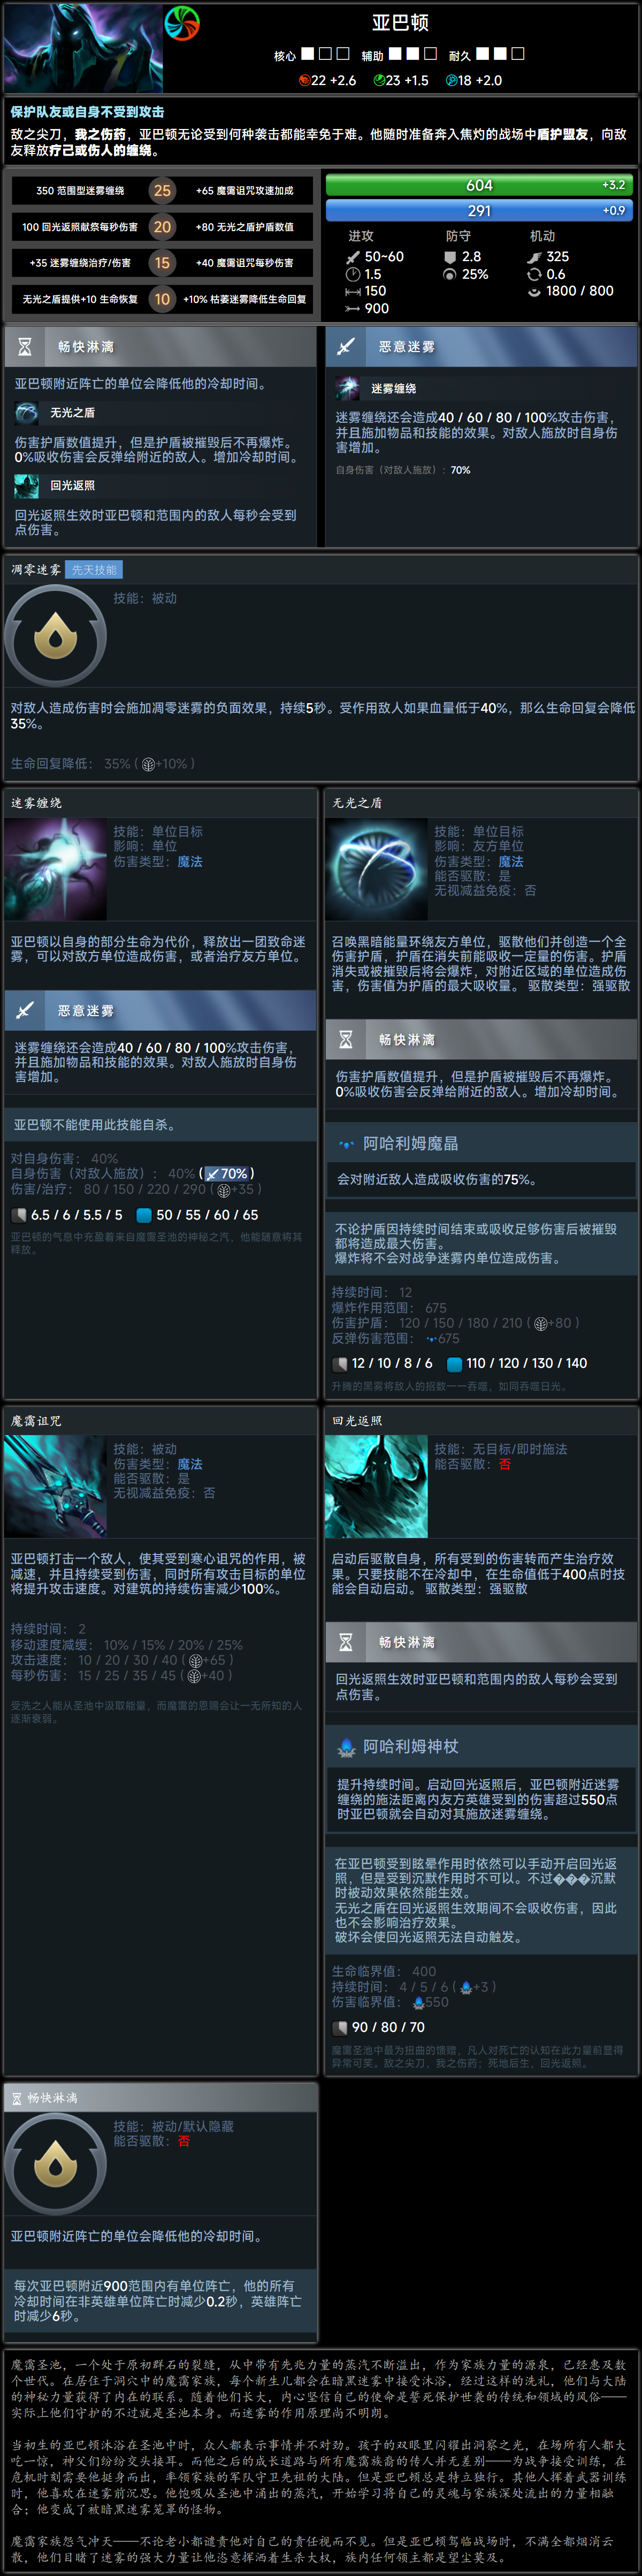 亚巴顿
核心 辅助 耐久
22 +2.6 23 +1.5 18 +2.0
保护队友或自身不受到攻击
敌之尖刀，我之伤药，亚巴顿无论受到何种袭击都能幸免于难。他随时准备奔入焦灼的战场中盾护盟友，向敌
友释放疗己或伤人的缠绕。
350 范围型迷雾缠绕 25 +65 魔霭诅咒攻速加成
100 回光返照献祭每秒伤害 20 +80 无光之盾护盾数值
+35 迷雾缠绕治疗/伤害 15 +40 魔霭诅咒每秒伤害
无光之盾提供+10 生命恢复 10 +10% 枯萎迷雾降低生命回复
604 +3.2
291 +0.9
进攻 防守 机动
50~60 2.8 325
1.5 25% 0.6
150 1800 / 800
900
畅快淋漓
亚巴顿附近阵亡的单位会降低他的冷却时间。
无光之盾
伤害护盾数值提升，但是护盾被摧毁后不再爆炸。
0%吸收伤害会反弹给附近的敌人。增加冷却时间。
回光返照
回光返照生效时亚巴顿和范围内的敌人每秒会受到
点伤害。
恶意迷雾
迷雾缠绕
迷雾缠绕还会造成40 / 60 / 80 / 100%攻击伤害，
并且施加物品和技能的效果。对敌人施放时自身伤
害增加。
自身伤害（对敌人施放）：70%
凋零迷雾 先天技能
技能：被动
对敌人造成伤害时会施加凋零迷雾的负面效果，持续5秒。受作用敌人如果血量低于40%，那么生命回复会降低
35%。
生命回复降低： 35% ( +10% )
迷雾缠绕
技能：单位目标
影响：单位
伤害类型：魔法
亚巴顿以自身的部分生命为代价，释放出一团致命迷
雾，可以对敌方单位造成伤害，或者治疗友方单位。
恶意迷雾
迷雾缠绕还会造成40 / 60 / 80 / 100%攻击伤害，
并且施加物品和技能的效果。对敌人施放时自身伤
害增加。
亚巴顿不能使用此技能自杀。
对自身伤害： 40%
自身伤害（对敌人施放）： 40% ( 70% )
伤害/治疗： 80 / 150 / 220 / 290 ( +35 )
6.5 / 6 / 5.5 / 5 50 / 55 / 60 / 65
亚巴顿的气息中充盈着来自魔霭圣池的神秘之汽，他能随意将其
释放。
无光之盾
技能：单位目标
影响：友方单位
伤害类型：魔法
能否驱散：是
无视减益免疫：否
召唤黑暗能量环绕友方单位，驱散他们并创造一个全
伤害护盾，护盾在消失前能吸收一定量的伤害。护盾
消失或被摧毁后将会爆炸，对附近区域的单位造成伤
害，伤害值为护盾的最大吸收量。 驱散类型：强驱散
畅快淋漓
伤害护盾数值提升，但是护盾被摧毁后不再爆炸。
0%吸收伤害会反弹给附近的敌人。增加冷却时间。
阿哈利姆魔晶
会对附近敌人造成吸收伤害的75%。
不论护盾因持续时间结束或吸收足够伤害后被摧毁
都将造成最大伤害。
爆炸将不会对战争迷雾内单位造成伤害。
持续时间： 12
爆炸作用范围： 675
伤害护盾： 120 / 150 / 180 / 210 ( +80 )
反弹伤害范围： 675
12 / 10 / 8 / 6 110 / 120 / 130 / 140
升腾的黑雾将敌人的招数一一吞噬，如同吞噬日光。
魔霭诅咒
技能：被动
伤害类型：魔法
能否驱散：是
无视减益免疫：否
亚巴顿打击一个敌人，使其受到寒心诅咒的作用，被
减速，并且持续受到伤害，同时所有攻击目标的单位
将提升攻击速度。对建筑的持续伤害减少100%。
持续时间： 2
移动速度减缓： 10% / 15% / 20% / 25%
攻击速度： 10 / 20 / 30 / 40 ( +65 )
每秒伤害： 15 / 25 / 35 / 45 ( +40 )
受洗之人能从圣池中汲取能量，而魔霭的恩赐会让一无所知的人
逐渐衰弱。
回光返照
技能：无目标/即时施法
能否驱散：否
启动后驱散自身，所有受到的伤害转而产生治疗效
果。只要技能不在冷却中，在生命值低于400点时技
能会自动启动。 驱散类型：强驱散
畅快淋漓
回光返照生效时亚巴顿和范围内的敌人每秒会受到
点伤害。
阿哈利姆神杖
提升持续时间。启动回光返照后，亚巴顿附近迷雾
缠绕的施法距离内友方英雄受到的伤害超过550点
时亚巴顿就会自动对其施放迷雾缠绕。
在亚巴顿受到眩晕作用时依然可以手动开启回光返
照，但是受到沉默作用时不可以。不过���沉默
时被动效果依然能生效。
无光之盾在回光返照生效期间不会吸收伤害，因此
也不会影响治疗效果。
破坏会使回光返照无法自动触发。
生命临界值： 400
持续时间： 4 / 5 / 6 ( +3 )
伤害临界值： 550
90 / 80 / 70
魔霭圣池中最为扭曲的馈赠，凡人对死亡的认知在此力量前显得
异常可笑。敌之尖刀，我之伤药；死地后生，回光返照。
畅快淋漓
技能：被动/默认隐藏
能否驱散：否
亚巴顿附近阵亡的单位会降低他的冷却时间。
每次亚巴顿附近900范围内有单位阵亡，他的所有
冷却时间在非英雄单位阵亡时减少0.2秒，英雄阵亡
时减少6秒。
魔霭圣池，一个处于原初群石的裂缝，从中带有先兆力量的蒸汽不断溢出，作为家族力量的源泉，已经惠及数
个世代。在居住于洞穴中的魔霭家族，每个新生儿都会在暗黑迷雾中接受沐浴，经过这样的洗礼，他们与大陆
的神秘力量获得了内在的联系。随着他们长大，内心坚信自己的使命是誓死保护世袭的传统和领域的风俗——
实际上他们守护的不过就是圣池本身。而迷雾的作用原理尚不明朗。
当初生的亚巴顿沐浴在圣池中时，众人都表示事情并不对劲。孩子的双眼里闪耀出洞察之光，在场所有人都大
吃一惊，神父们纷纷交头接耳。而他之后的成长道路与所有魔霭族裔的传人并无差别——为战争接受训练，在
危机时刻需要他挺身而出，率领家族的军队守卫先祖的大陆。但是亚巴顿总是特立独行。其他人挥着武器训练
时，他喜欢在迷雾前沉思。他饱吸从圣池中涌出的蒸汽，开始学习将自己的灵魂与家族深处流出的力量相融
合；他变成了被暗黑迷雾笼罩的怪物。
魔霭家族怨气冲天——不论老小都谴责他对自己的责任视而不见。但是亚巴顿驾临战场时，不满全都烟消云
散，他们目睹了迷雾的强大力量让他恣意挥洒着生杀大权，族内任何领主都是望尘莫及。